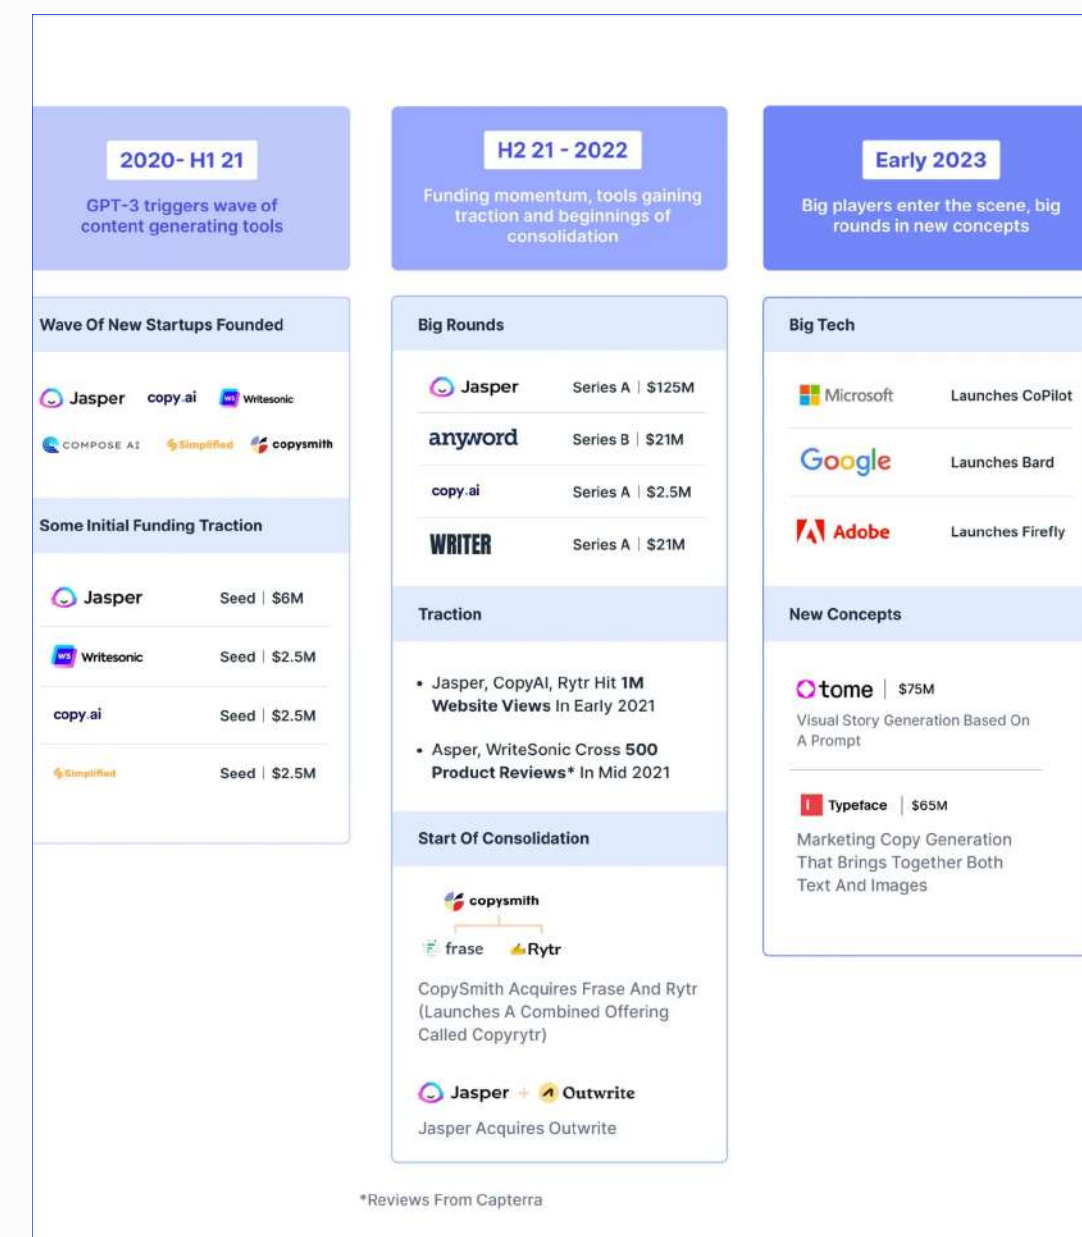 2020- H1 21
GPT-3 triggers wave of
content generating tools
Wave Of New Startups Founded
Jasper copy.ai WS Writesonic
COMPOSE AI Simplified copysmith
Some Initial Funding Traction
Jasper Seed | $6M
WS Writesonic Seed | $2.5M
copy.ai Seed | $2.5M
Simplified Seed | $2.5M
H2 21 - 2022
Funding momentum, tools gaining
traction and beginnings of
consolidation
Big Rounds
Jasper Series A | $125M
anyword Series B | $21M
copy.ai Series A | $2.5M
WRITER Series A | $21M
Traction
• Jasper, CopyAI, Rytr Hit 1M
Website Views In Early 2021
• Asper, WriteSonic Cross 500
Product Reviews* In Mid 2021
Start Of Consolidation
copysmith
frase Rytr
CopySmith Acquires Frase And Rytr
(Launches A Combined Offering
Called Copyrytr)
Jasper + Outwrite
Jasper Acquires Outwrite
Early 2023
Big players enter the scene, big
rounds in new concepts
Big Tech
Microsoft Launches CoPilot
Google Launches Bard
Adobe Launches Firefly
New Concepts
tome | $75M
Visual Story Generation Based On
A Prompt
Typeface | $65M
Marketing Copy Generation
That Brings Together Both
Text And Images
*Reviews From Capterra